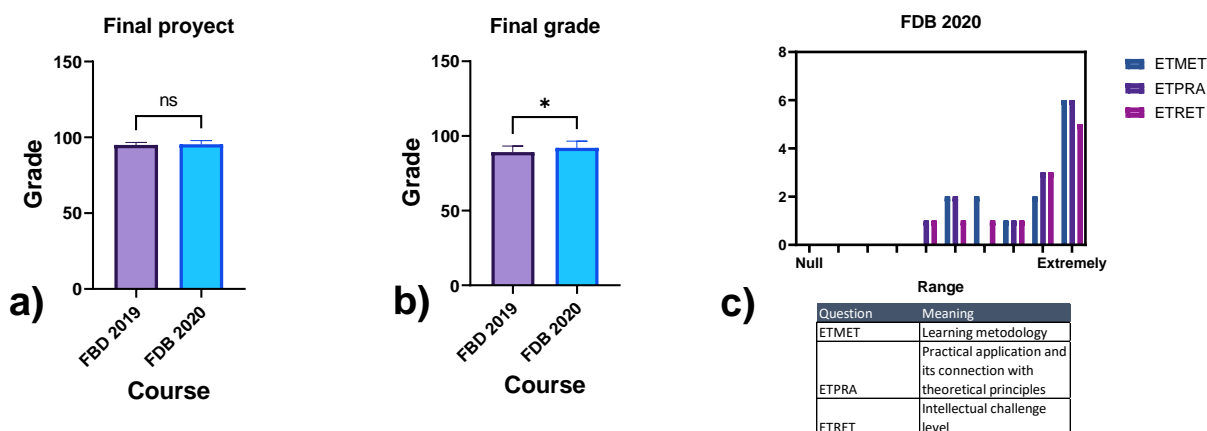 Final proyect
150
100
50
0
Grade
ns
FBD 2019
FDB 2020
Course
a)
Final grade
150
100
50
0
Grade
*
FBD 2019
FDB 2020
Course
b)
FDB 2020
8
6
4
2
0
Null
Extremely
Range
ETMET
ETPRA
ETRET
c)
Question Meaning
ETMET Learning metodology
Practical application and
its connection with
ETPRA theoretical principles
Intellectual challenge
ETRET level